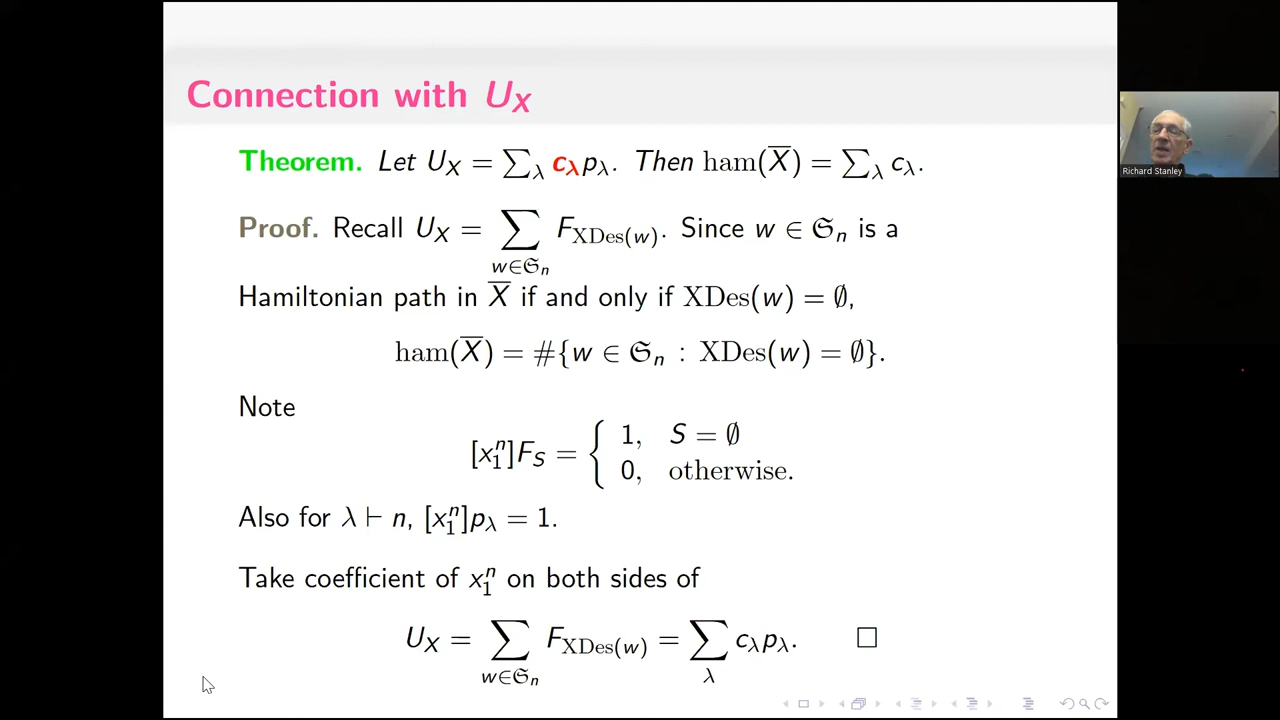 Connection with U_X
Theorem. Let U_X = ∑_λ c_λ p_λ. Then ham(X̅) = ∑_λ c_λ.
Proof. Recall U_X = ∑_{w∈𝔖_n} F_{XDes(w)}. Since w ∈ 𝔖_n is a
Hamiltonian path in X̅ if and only if XDes(w) = ∅,
ham(X̅) = #{w ∈ 𝔖_n : XDes(w) = ∅}.
Note
[x_1^n]F_S = { 1, S = ∅
0, otherwise.
Also for λ ⊢ n, [x_1^n]p_λ = 1.
Take coefficient of x_1^n on both sides of
U_X = ∑_{w∈𝔖_n} F_{XDes(w)} = ∑_λ c_λ p_λ. □
Richard Stanley